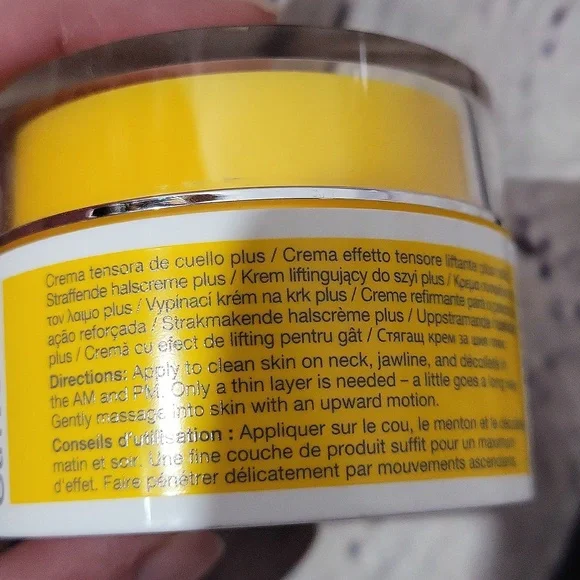 Crema tensora de cuello plus / Crema effetto tensore liftante
Straffende halscreme plus / Krem liftingujący do szyi plus /
τον λαιμο plus / Vypínací krém na krk plus / Creme refirmante para
ação reforçada / Strakmakende halscrème plus / Uppstramande
plus / Cremă cu efect de lifting pentru gât / Стягащ крем за
Directions: Apply to clean skin on neck, jawline, and décolleté in
the AM and PM. Only a thin layer is needed – a little goes a long
Gently massage into skin with an upward motion.
Conseils d'utilisation : Appliquer sur le cou, le menton et le
matin et soir. Une fine couche de produit suffit pour un maximum
d'effet. Faire pénétrer délicatement par mouvements